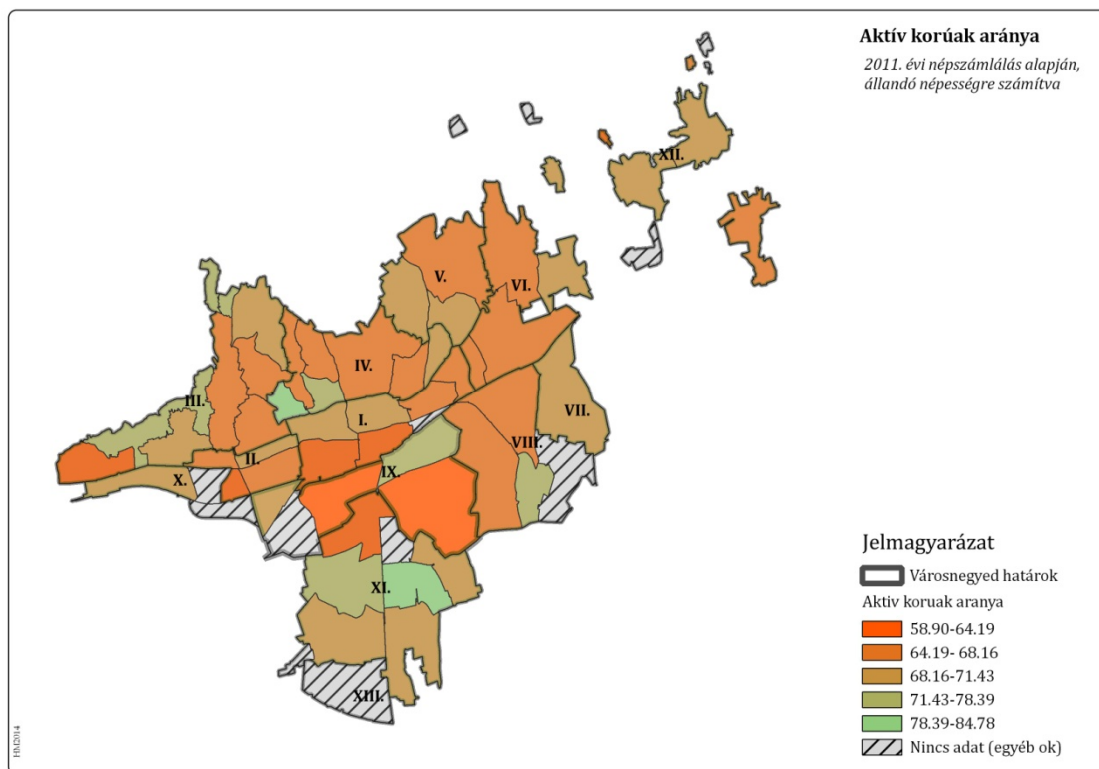 Aktív korúak aránya
2011. évi népszámlálás alapján,
állandó népességre számítva
XII.
V.
VI.
IV.
III.
I.
VII.
VIII.
II.
IX.
X.
XI.
XIII.
Jelmagyarázat
Városnegyed határok
Aktiv koruak aranya
58.90-64.19
64.19- 68.16
68.16-71.43
71.43-78.39
78.39-84.78
Nincs adat (egyéb ok)
HM2014